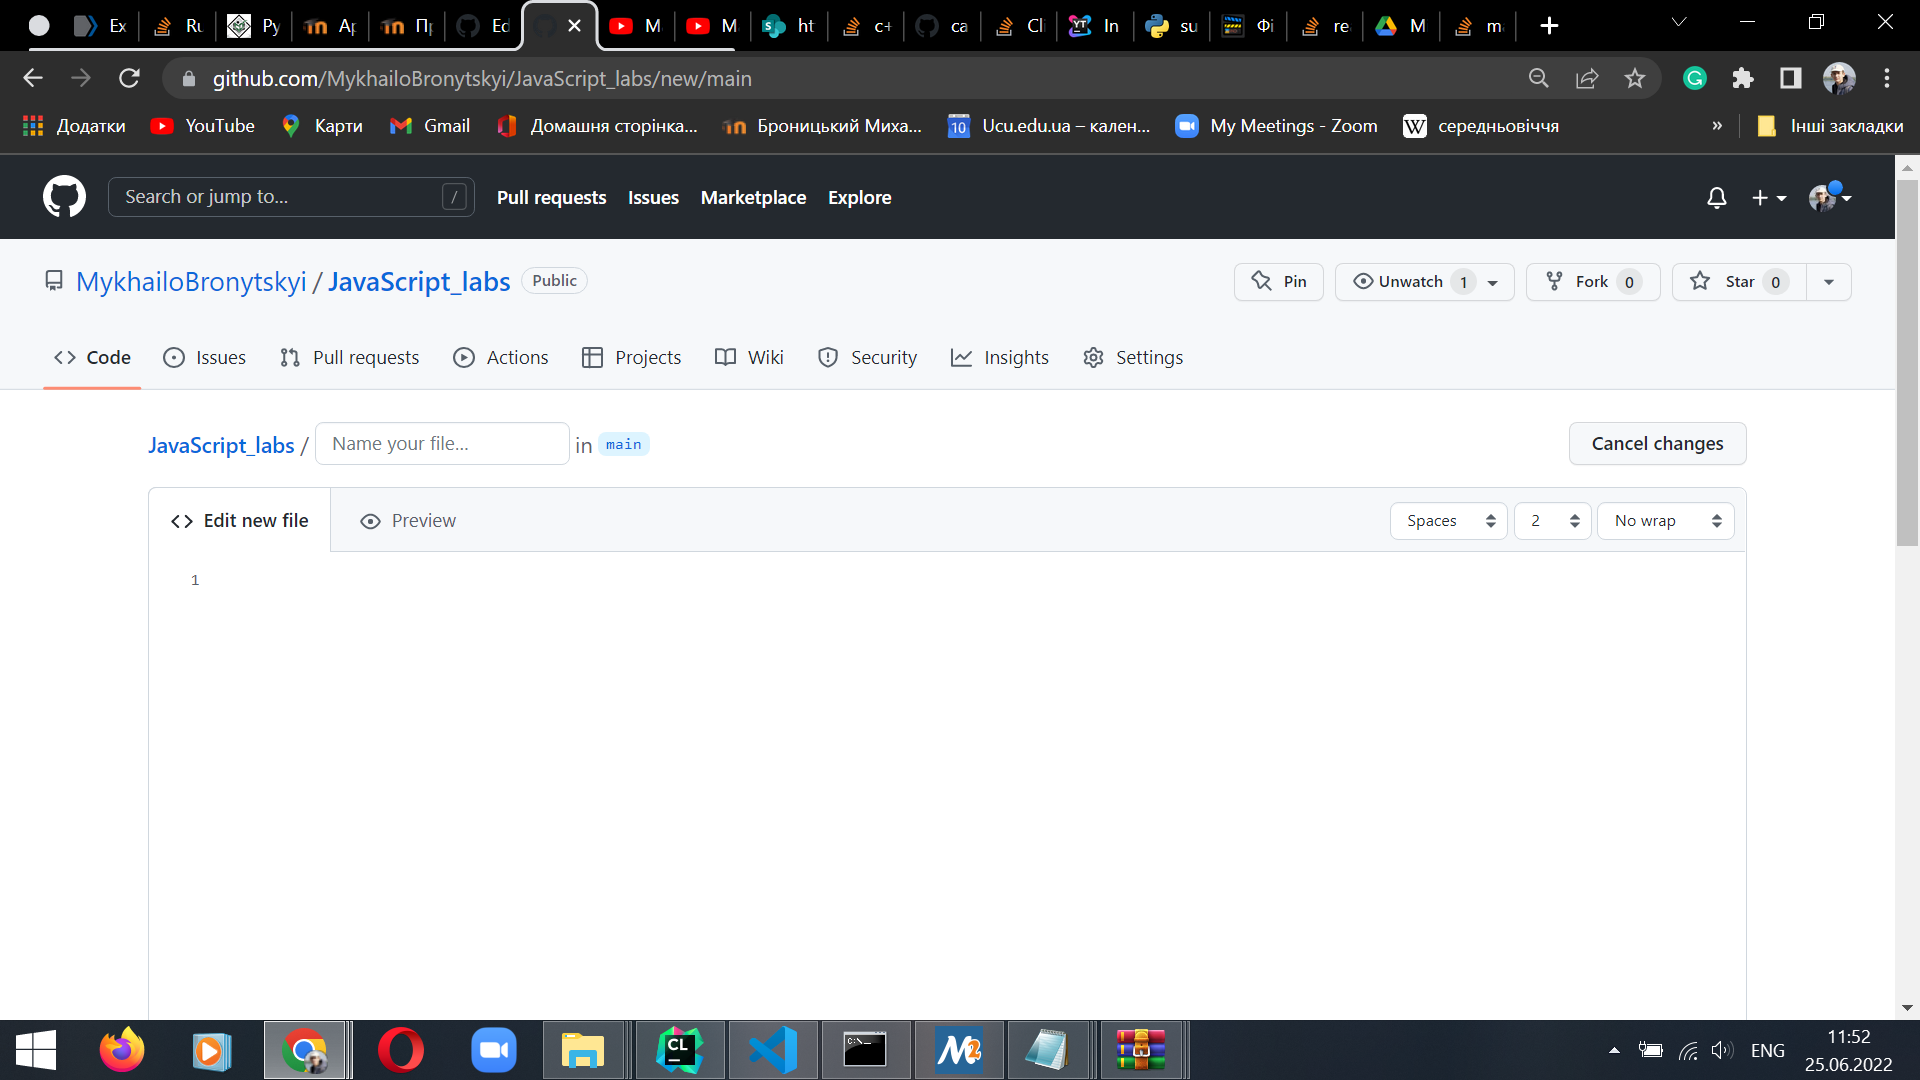 Ex
Ru
Py
Ap
Пр
Ed
M
M
ht
c+
ca
Cli
In
su
Фі
re
M
m
github.com/MykhailoBronytskyi/JavaScript_labs/new/main
Додатки
YouTube
Карти
Gmail
Домашня сторінка...
Броницький Миха...
10
Ucu.edu.ua – кален...
My Meetings - Zoom
W
середньовіччя
»
Інші закладки
Search or jump to...
/
Pull requests
Issues
Marketplace
Explore
MykhailoBronytskyi / JavaScript_labs
Public
Pin
Unwatch 1
Fork 0
Star 0
Code
Issues
Pull requests
Actions
Projects
Wiki
Security
Insights
Settings
JavaScript_labs / Name your file... in main
Cancel changes
Edit new file
Preview
Spaces
2
No wrap
1
CL
C:\
M2
ENG
11:52
25.06.2022